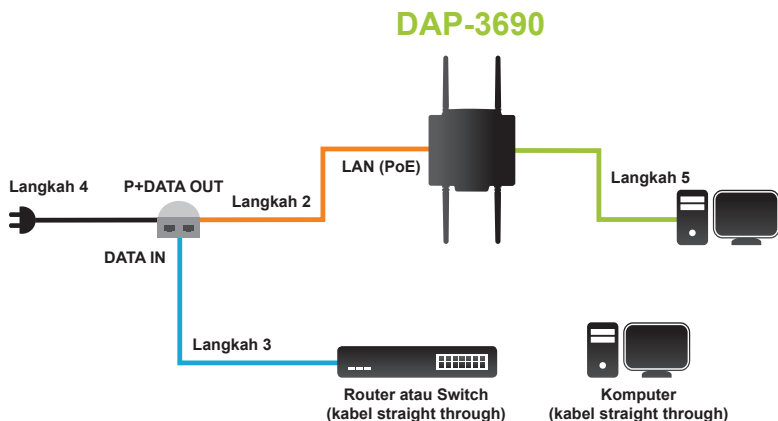 DAP-3690
LAN (PoE)
Langkah 4
P+DATA OUT
Langkah 2
Langkah 5
DATA IN
Langkah 3
Router atau Switch
(kabel straight through)
Komputer
(kabel straight through)